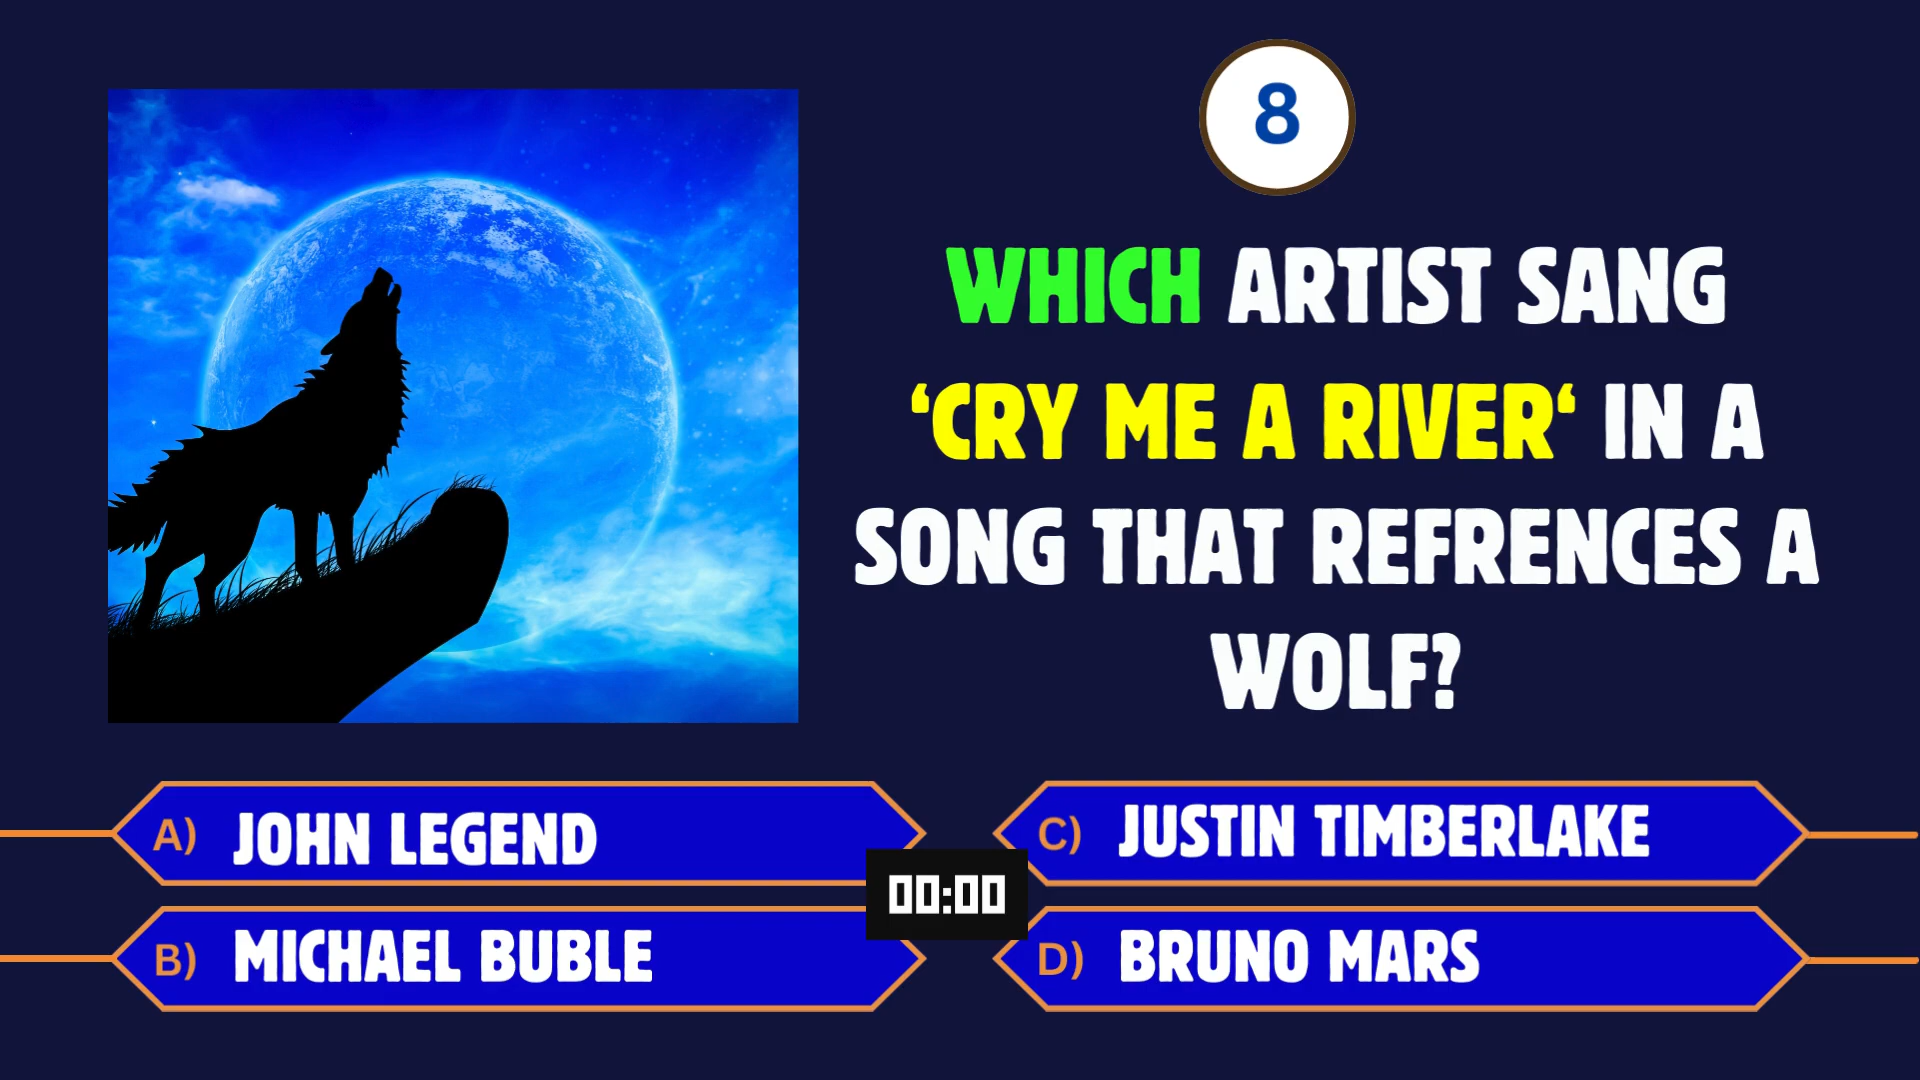 8
WHICH ARTIST SANG
‘CRY ME A RIVER‘ IN A
SONG THAT REFRENCES A
WOLF?
A) JOHN LEGEND
C) JUSTIN TIMBERLAKE
00:00
B) MICHAEL BUBLE
D) BRUNO MARS